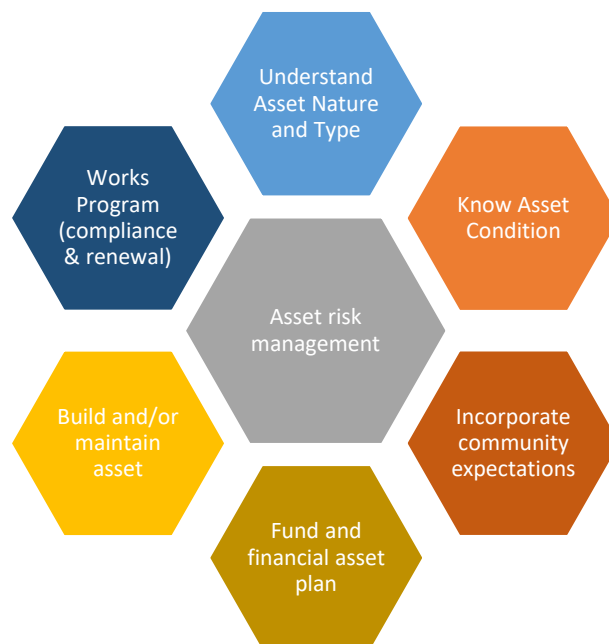 Understand
Asset Nature
and Type
Works
Program
(compliance
& renewal)
Know Asset
Condition
Asset risk
management
Build and/or
maintain
asset
Incorporate
community
expectations
Fund and
financial asset
plan